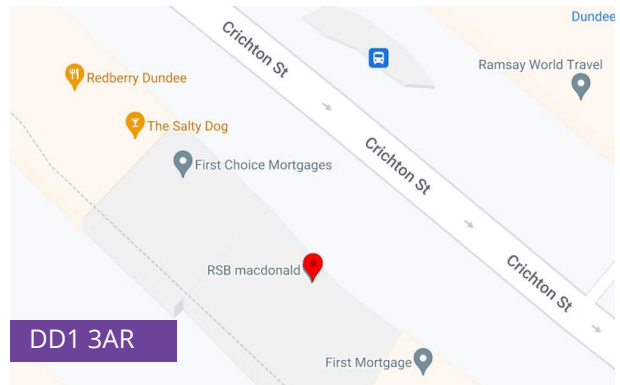 Dundee
Crichton St
Ramsay World Travel
Redberry Dundee
The Salty Dog
First Choice Mortgages
Crichton St
RSB macdonald
Crichton St
DD1 3AR
First Mortgage